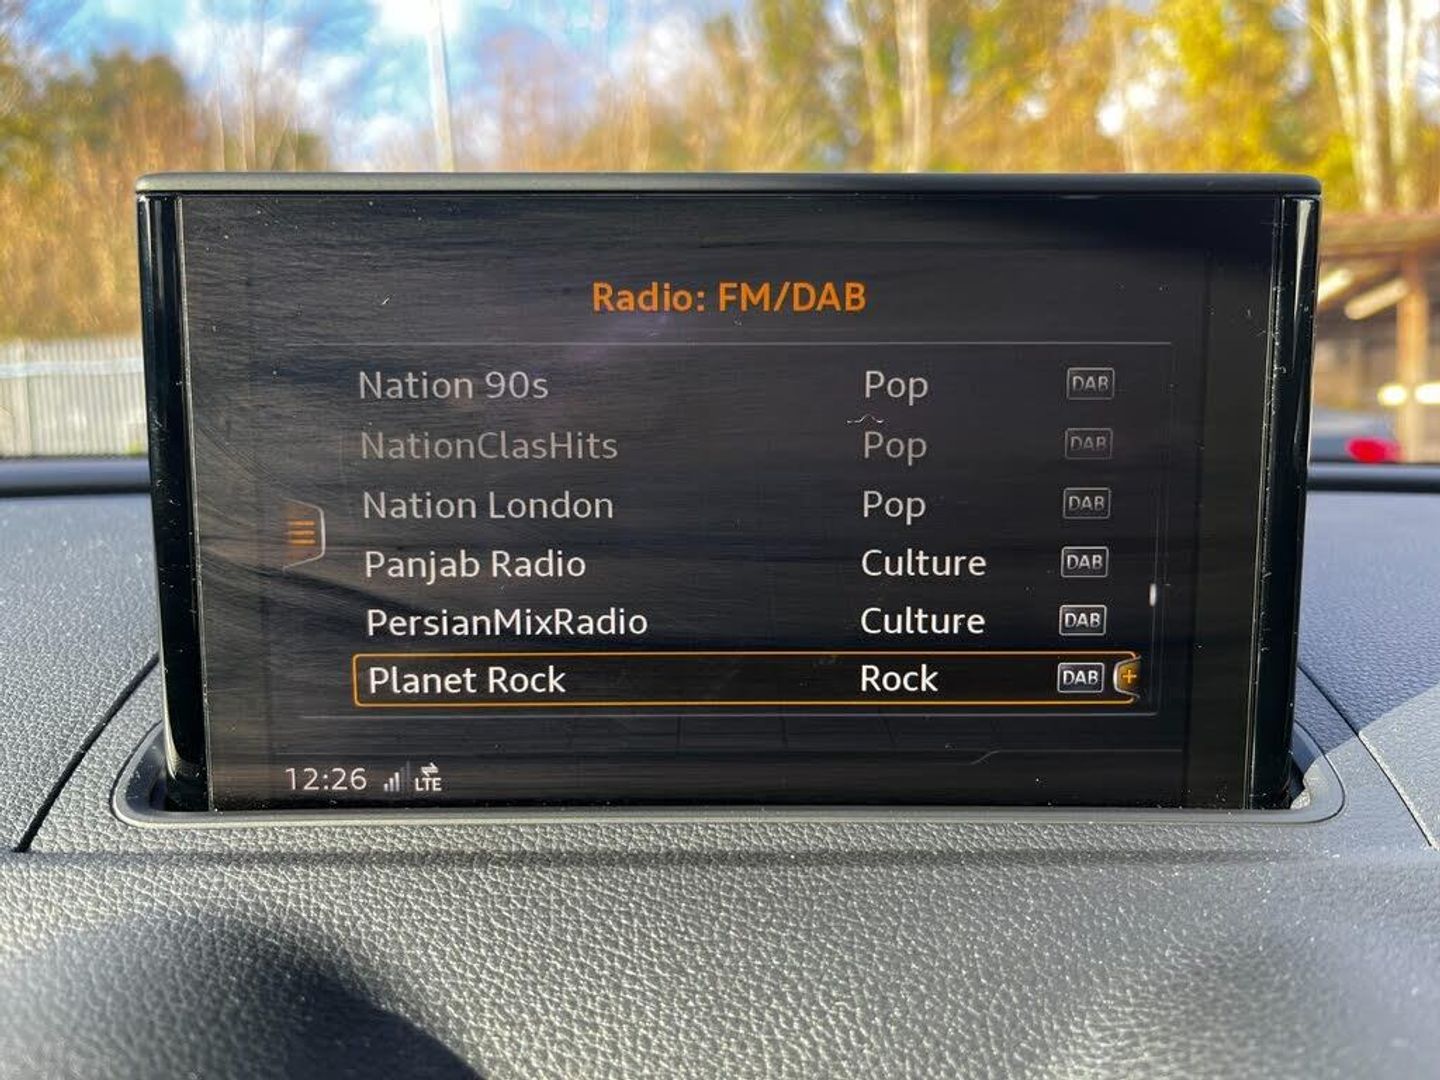 Radio: FM/DAB
Nation 90s Pop DAB
NationClasHits Pop DAB
Nation London Pop DAB
Panjab Radio Culture DAB
PersianMixRadio Culture DAB
Planet Rock Rock DAB +
12:26 LTE